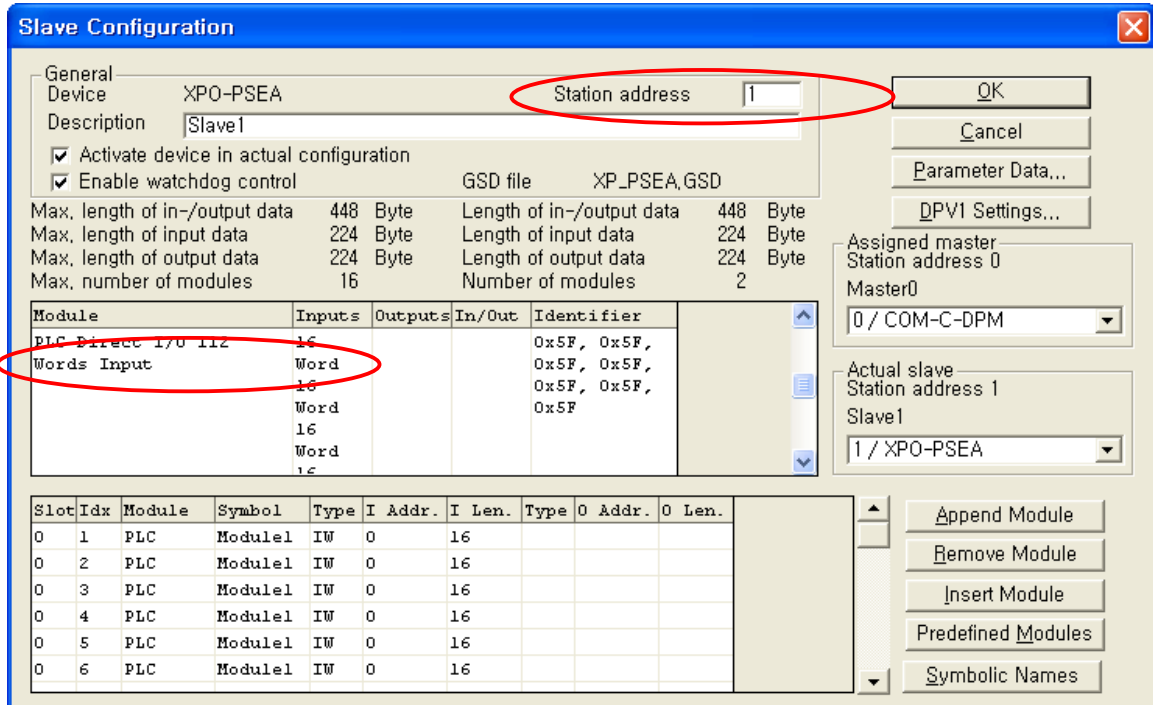 Slave Configuration
General
Device XPO-PSEA Station address 1
Description Slave1
Activate device in actual configuration
Enable watchdog control GSD file XP_PSEA,GSD
Max, length of in-/output data 448 Byte Length of in-/output data 448 Byte
Max, length of input data 224 Byte Length of input data 224 Byte
Max, length of output data 224 Byte Length of output data 224 Byte
Max, number of modules 16 Number of modules 2
OK
Cancel
Parameter Data,,,
DPV1 Settings,,,
Assigned master
Station address 0
Master0
0 / COM-C-DPM
Actual slave
Station address 1
Slave1
1 / XPO-PSEA
Module Inputs Outputs In/Out Identifier
PLC Direct I/O 112 16 0x5F, 0x5F,
Words Input Word 0x5F, 0x5F,
16 0x5F, 0x5F,
Word 0x5F
16
Word
16
Slot Idx Module Symbol Type I Addr. I Len. Type O Addr. O Len.
0 1 PLC Module1 IW 0 16
0 2 PLC Module1 IW 0 16
0 3 PLC Module1 IW 0 16
0 4 PLC Module1 IW 0 16
0 5 PLC Module1 IW 0 16
0 6 PLC Module1 IW 0 16
Append Module
Remove Module
Insert Module
Predefined Modules
Symbolic Names